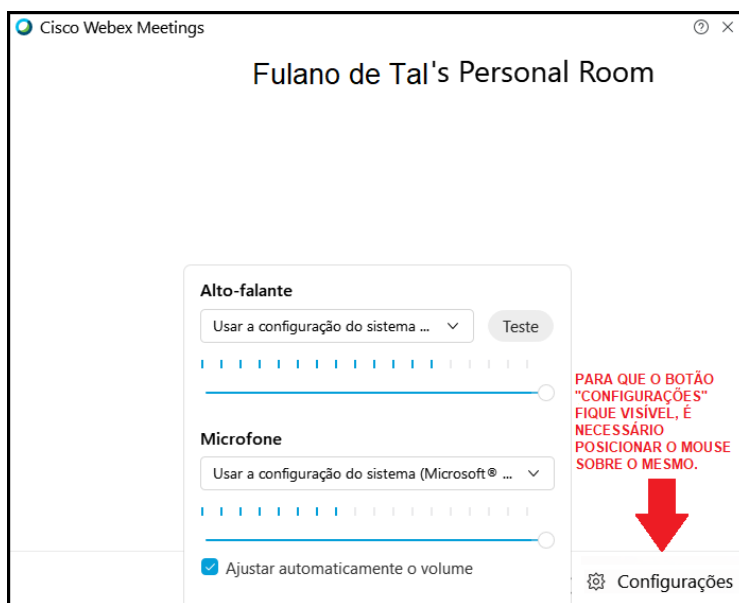 Cisco Webex Meetings
Fulano de Tal's Personal Room
Alto-falante
Usar a configuração do sistema ...
Teste
Microfone
Usar a configuração do sistema (Microsoft® ...
Ajustar automaticamente o volume
PARA QUE O BOTÃO
"CONFIGURAÇÕES"
FIQUE VISÍVEL, É
NECESSÁRIO
POSICIONAR O MOUSE
SOBRE O MESMO.
Configurações